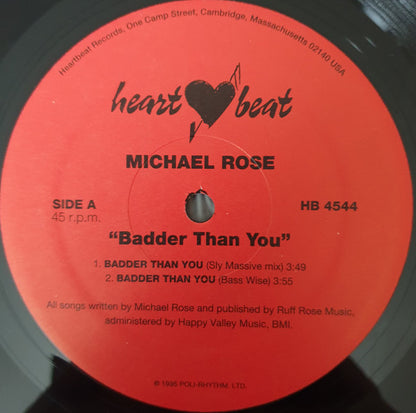 Heartbeat Records, One Camp Street, Cambridge, Massachusetts 02140 USA
heart beat
MICHAEL ROSE
SIDE A
45 r.p.m.
HB 4544
“Badder Than You”
1. BADDER THAN YOU (Sly Massive mix) 3:49
2. BADDER THAN YOU (Bass Wise) 3:55
All songs written by Michael Rose and published by Ruff Rose Music,
administered by Happy Valley Music, BMI.
© 1995 POLI-RHYTHM, LTD.